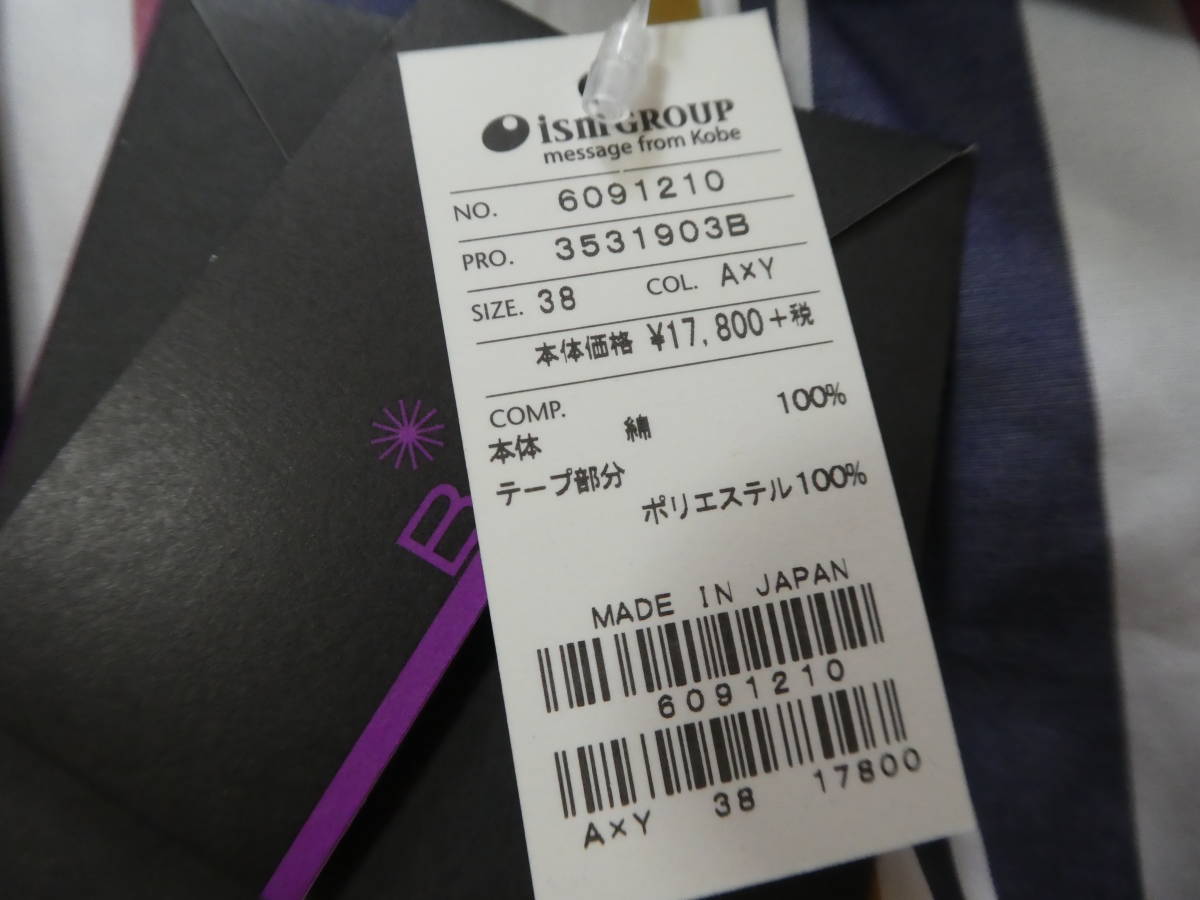 ism GROUP
message from Kobe
NO. 6091210
PRO. 3531903B
SIZE. 38 COL. A×Y
本体価格 ¥17,800+税
COMP.
本体 綿 100%
テープ部分
ポリエステル100%
MADE IN JAPAN
6091210
A×Y 38 17800
B